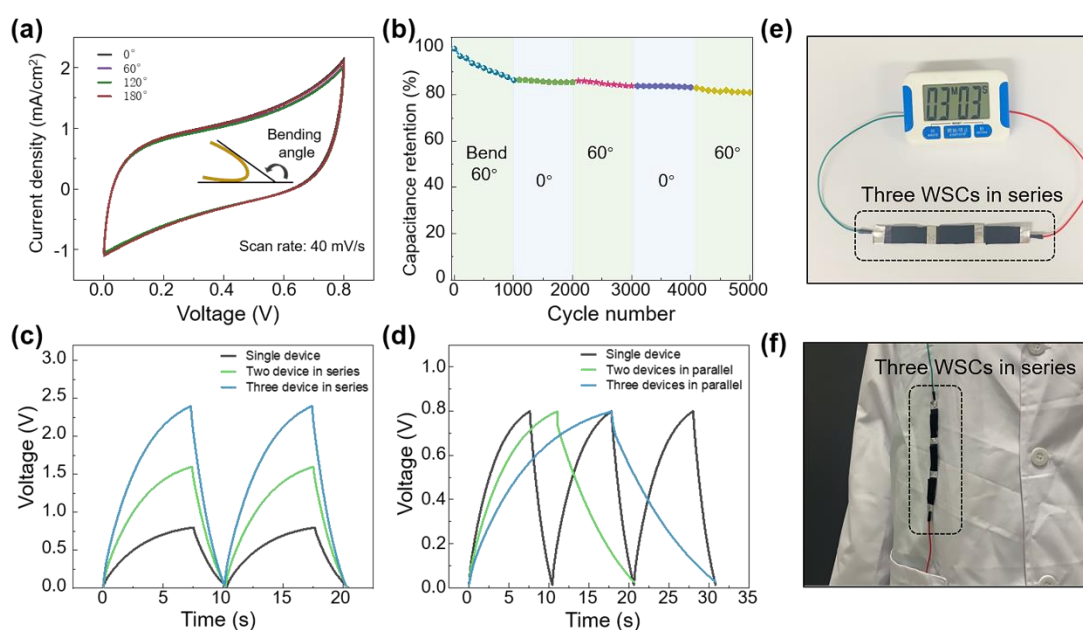 (a)
0°
60°
120°
180°
Bending
angle
Scan rate: 40 mV/s
Current density (mA/cm2)
2
1
0
-1
0.0 0.2 0.4 0.6 0.8
Voltage (V)
(b)
Capacitance retention (%)
100
80
60
40
20
0
Bend
60°
0°
60°
0°
60°
0 1000 2000 3000 4000 5000
Cycle number
(e)
03 M 03 S
Three WSCs in series
(c)
Single device
Two device in series
Three device in series
Voltage (V)
3.0
2.5
2.0
1.5
1.0
0.5
0.0
0 5 10 15 20
Time (s)
(d)
Single device
Two devices in parallel
Three devices in parallel
Voltage (V)
1.0
0.8
0.6
0.4
0.2
0.0
0 5 10 15 20 25 30 35
Time (s)
(f)
Three WSCs in series